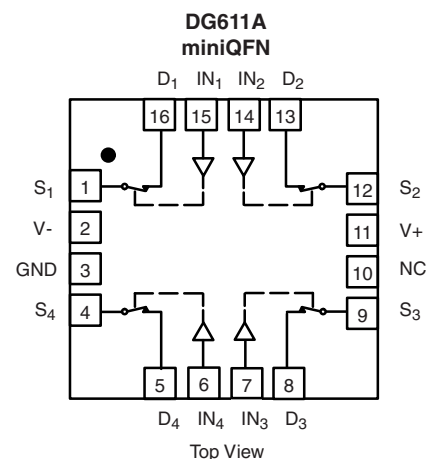 DG611A
miniQFN
D1 IN1 IN2 D2
16 15 14 13
S1 1 12 S2
V- 2 11 V+
GND 3 10 NC
S4 4 9 S3
5 6 7 8
D4 IN4 IN3 D3
Top View